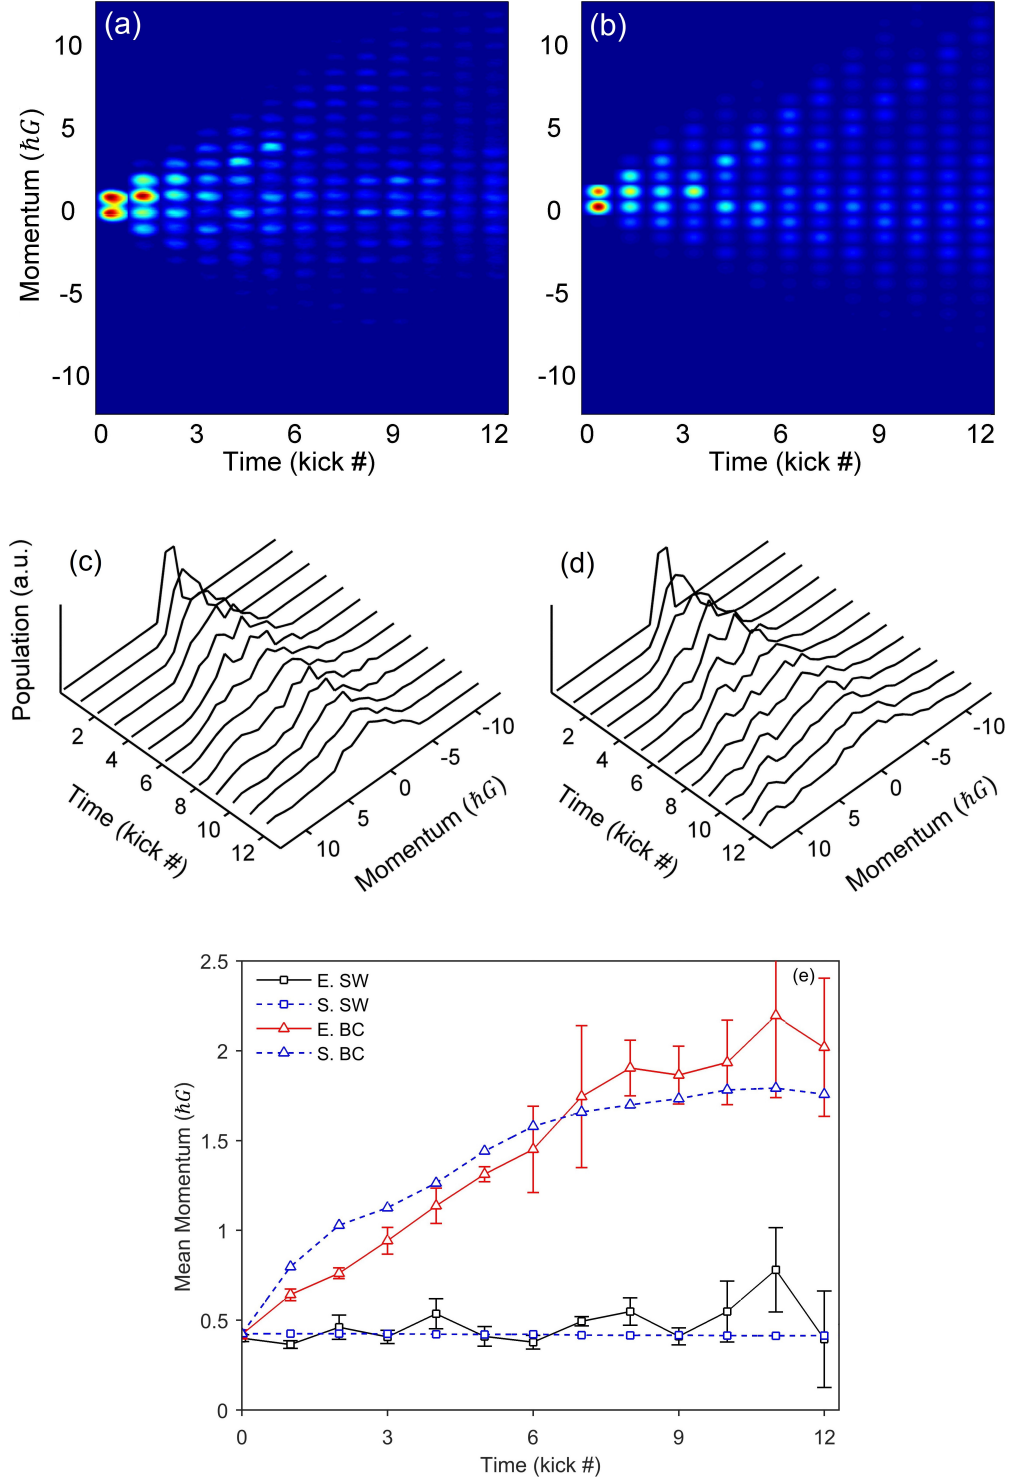 (a)
(b)
10
5
0
-5
-10
Momentum (ħG)
0 3 6 9 12
Time (kick #)
10
5
0
-5
-10
0 3 6 9 12
Time (kick #)
(c)
Population (a.u.)
2
4
6
8
10
12
Time (kick #)
-10
-5
0
5
10
Momentum (ħG)
(d)
2
4
6
8
10
12
Time (kick #)
-10
-5
0
5
10
Momentum (ħG)
(e)
E. SW
S. SW
E. BC
S. BC
2.5
2
1.5
1
0.5
0
Mean Momentum (ħG)
0 3 6 9 12
Time (kick #)